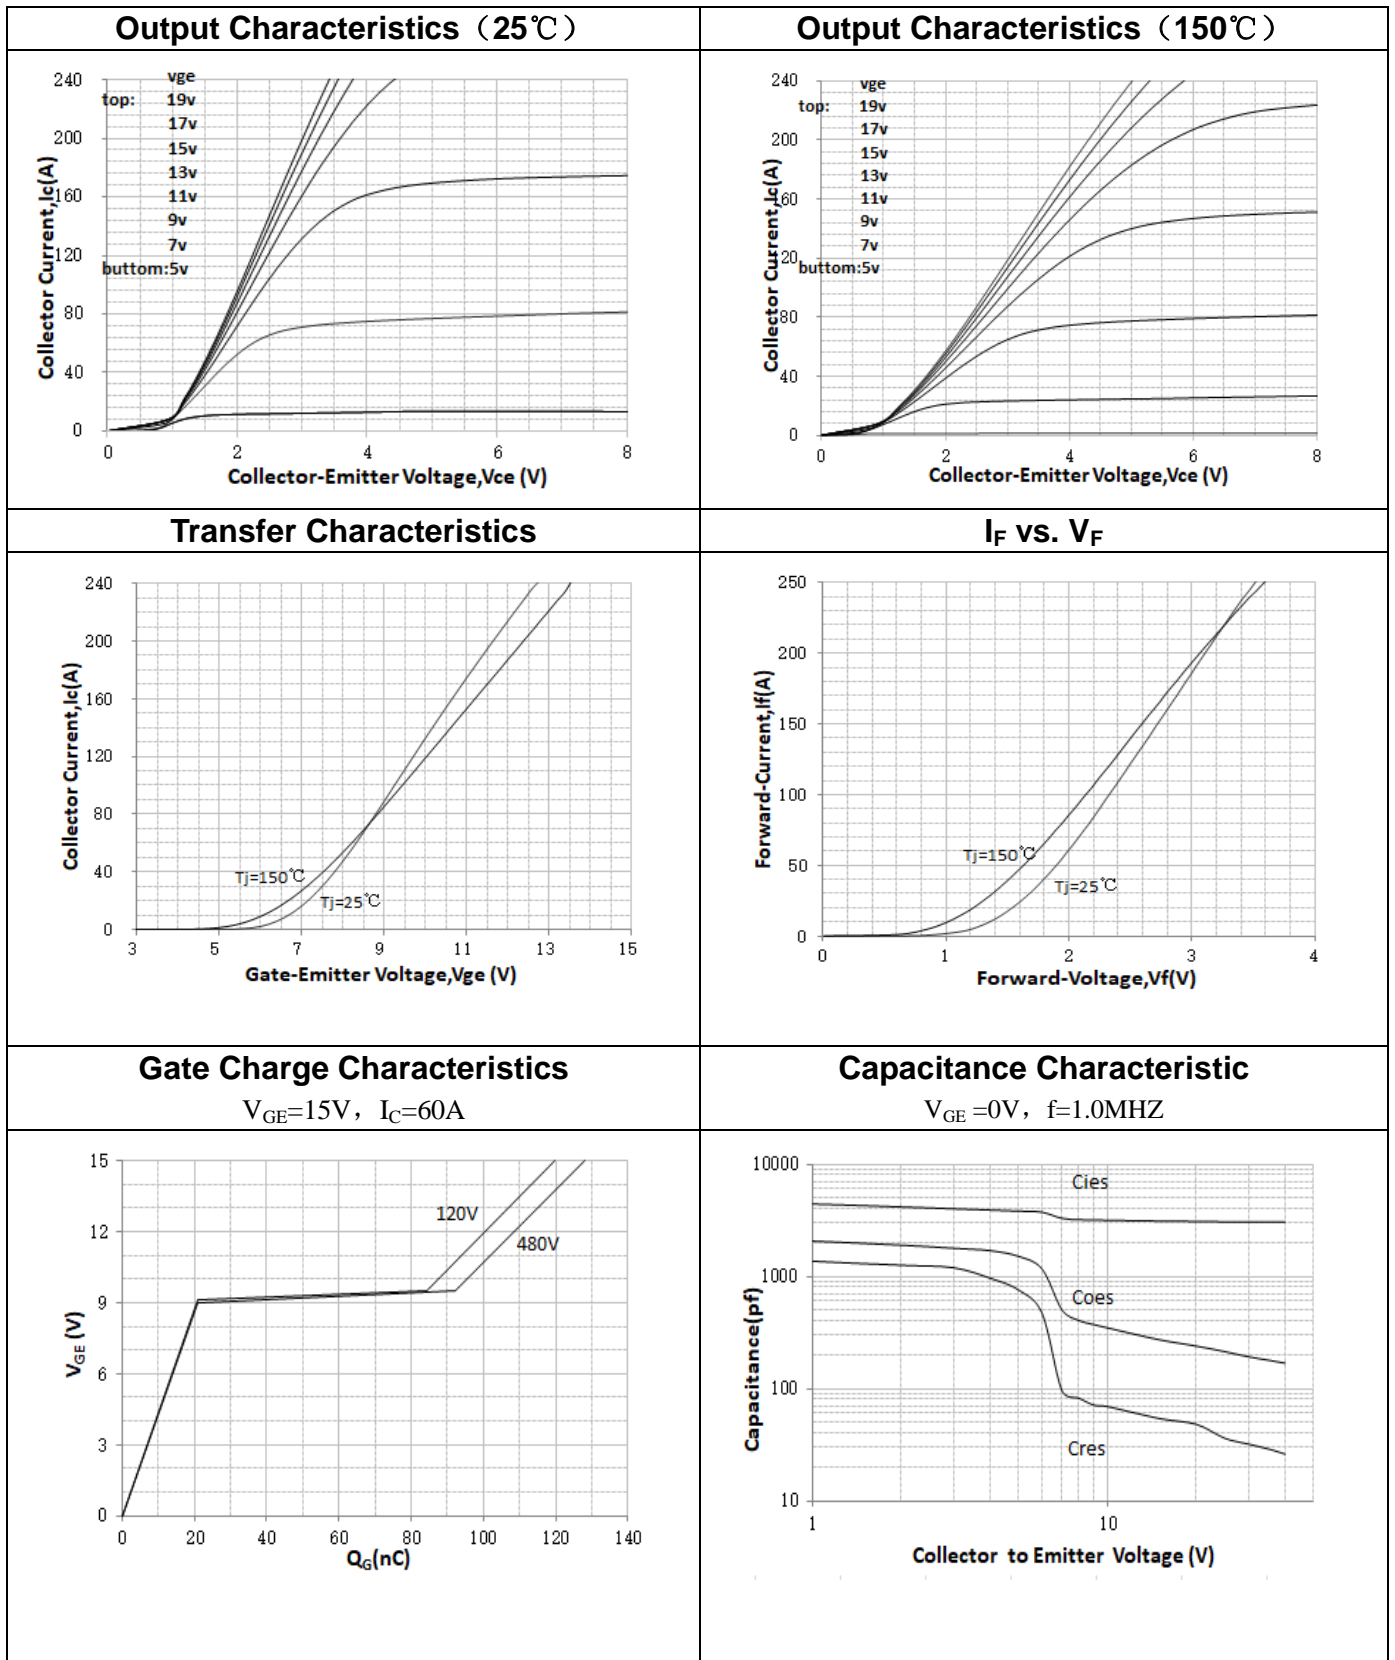 Output Characteristics（25℃）
240
200
160
120
80
40
0
0
2
4
6
8
vge
top: 19v
17v
15v
13v
11v
9v
7v
buttom:5v
Collector Current,Ic(A)
Collector-Emitter Voltage,Vce (V)
Output Characteristics（150℃）
240
200
160
120
80
40
0
0
2
4
6
8
vge
top: 19v
17v
15v
13v
11v
9v
7v
buttom:5v
Collector Current,Ic(A)
Collector-Emitter Voltage,Vce (V)
Transfer Characteristics
240
200
160
120
80
40
0
3
5
7
9
11
13
15
Tj=150℃
Tj=25℃
Collector Current,Ic(A)
Gate-Emitter Voltage,Vge (V)
IF vs. VF
250
200
150
100
50
0
0
1
2
3
4
Tj=150℃
Tj=25℃
Forward-Current,If(A)
Forward-Voltage,Vf(V)
Gate Charge Characteristics
VGE=15V，IC=60A
15
12
9
6
3
0
0
20
40
60
80
100
120
140
120V
480V
VGE (V)
QG(nC)
Capacitance Characteristic
VGE =0V，f=1.0MHZ
10000
1000
100
10
1
10
Cies
Coes
Cres
Capacitance(pf)
Collector to Emitter Voltage (V)